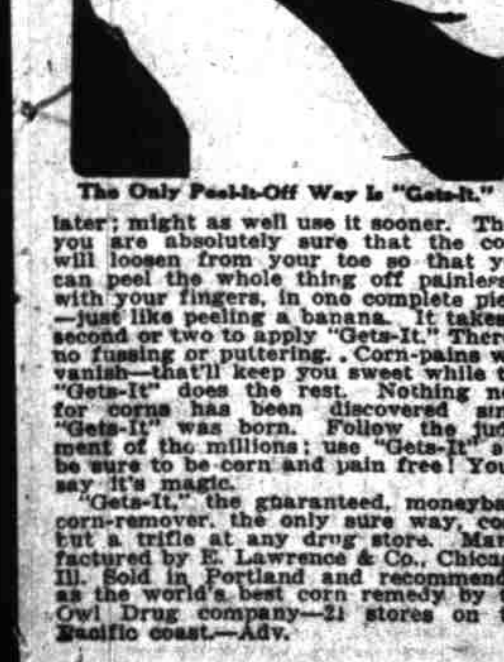 The Only Peel-It-Off Way Is "Gets-It."
later; might as well use it sooner. Th
you are absolutely sure that the co
will loosen from your toe so that y
can peel the whole thing off painles
with your fingers, in one complete pi
—just like peeling a banana. It takes
second or two to apply "Gets-It." Ther
no fussing or puttering. Corn-pains v
vanish—that'll keep you sweet while t
"Gets-It" does the rest. Nothing n
for corns has been discovered sin
"Gets-It" was born. Follow the jud
ment of the millions; use "Gets-It" s
be sure to be corn and pain free! You
say it's magic.
"Gets-It," the guaranteed, moneyba
corn-remover, the only sure way, co
but a trifle at any drug store. Man
factured by E. Lawrence & Co., Chica
Ill. Sold in Portland and recommend
as the world's best corn remedy by
Owl Drug company—21 stores on
Pacific coast.—Adv.